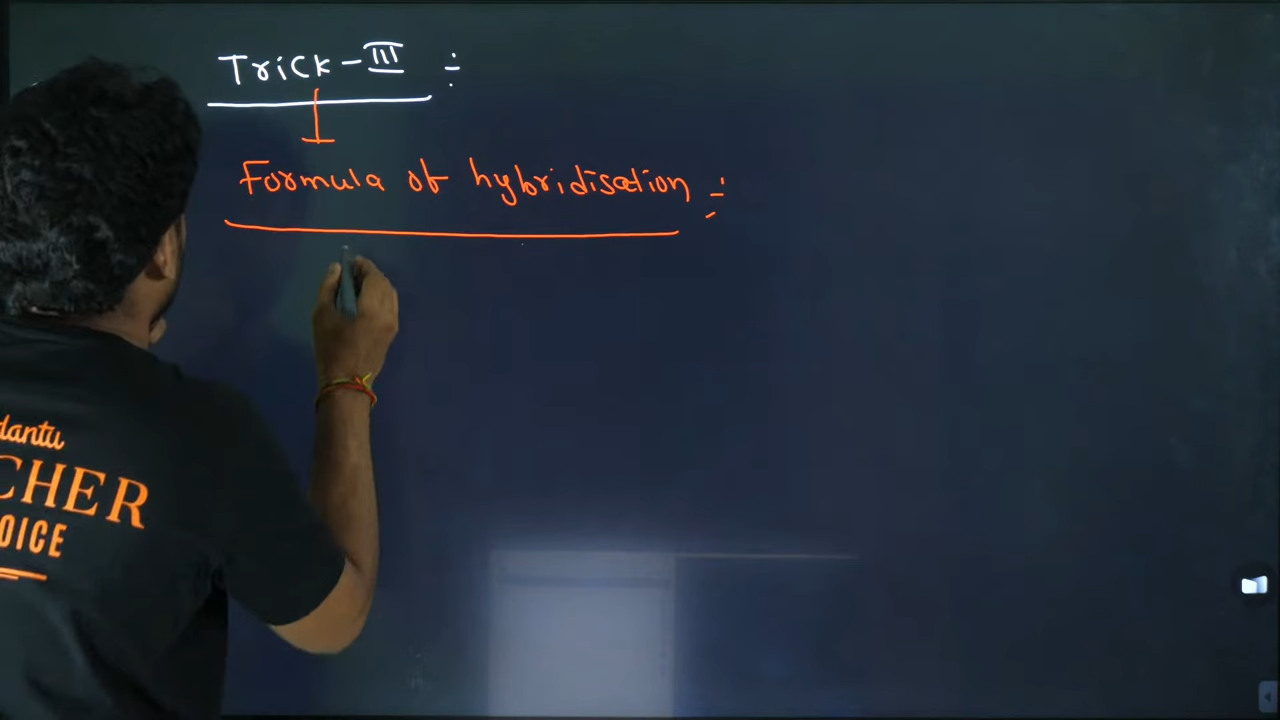 Trick-III :
Formula of hybridisation :
dantu
CHER
OICE